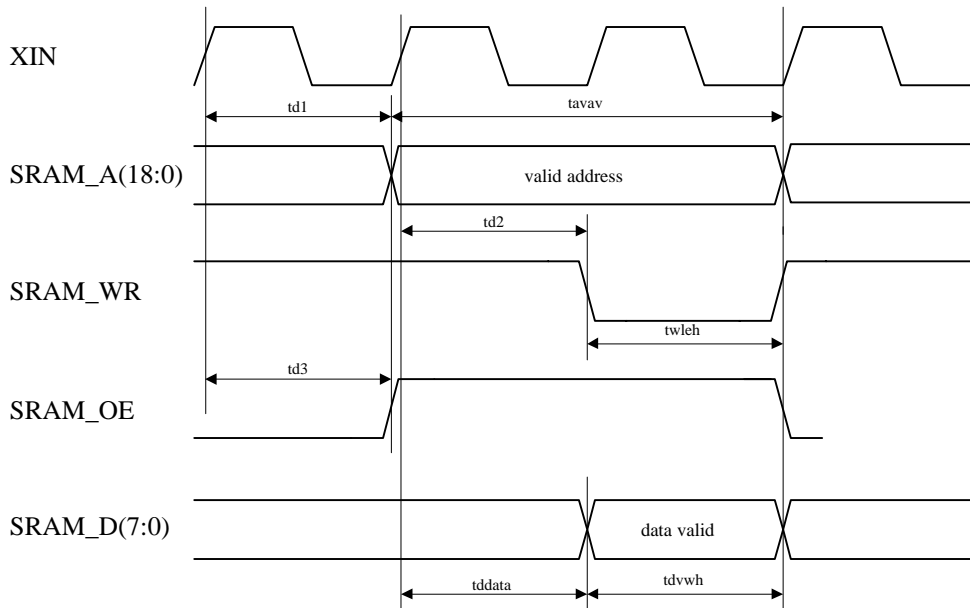 XIN
td1
tavav
SRAM_A(18:0)
valid address
td2
SRAM_WR
twleh
td3
SRAM_OE
SRAM_D(7:0)
data valid
tddata
tdvwh